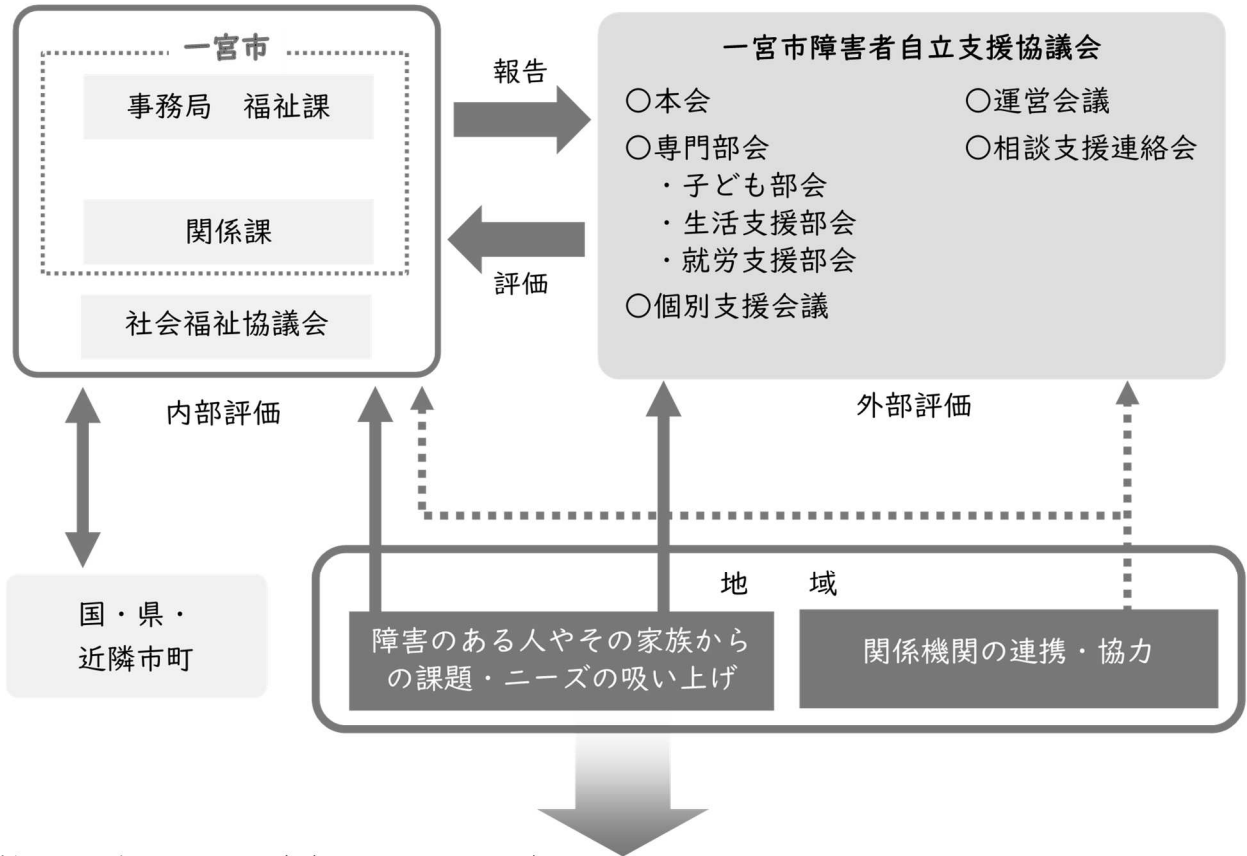 一宮市
事務局　福祉課
関係課
社会福祉協議会
報告
評価
一宮市障害者自立支援協議会
○本会
○専門部会
・子ども部会
・生活支援部会
・就労支援部会
○個別支援会議
○運営会議
○相談支援連絡会
内部評価
外部評価
国・県・
近隣市町
地　域
障害のある人やその家族から
の課題・ニーズの吸い上げ
関係機関の連携・協力